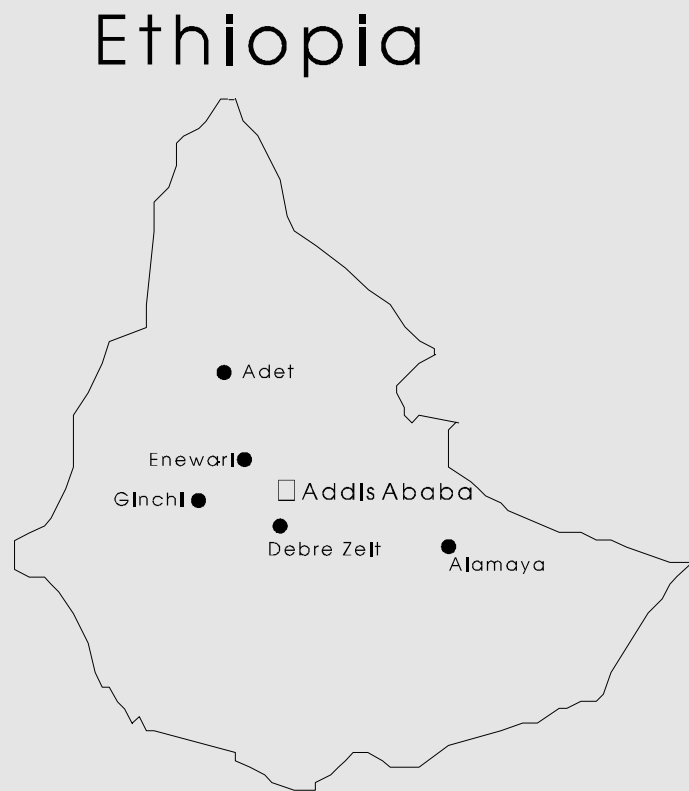 Ethiopia
Adet
Enewari
Addis Ababa
Ginchi
Debre Zeit
Alamaya